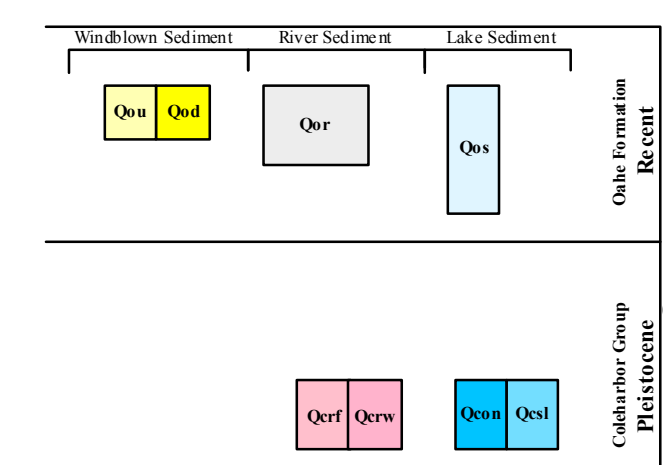 Windblown Sediment
River Sediment
Lake Sediment
Qou
Qod
Qor
Qos
Oahe Formation
Recent
Qcrf
Qcrw
Qcon
Qcsl
Coleharbor Group
Pleistocene